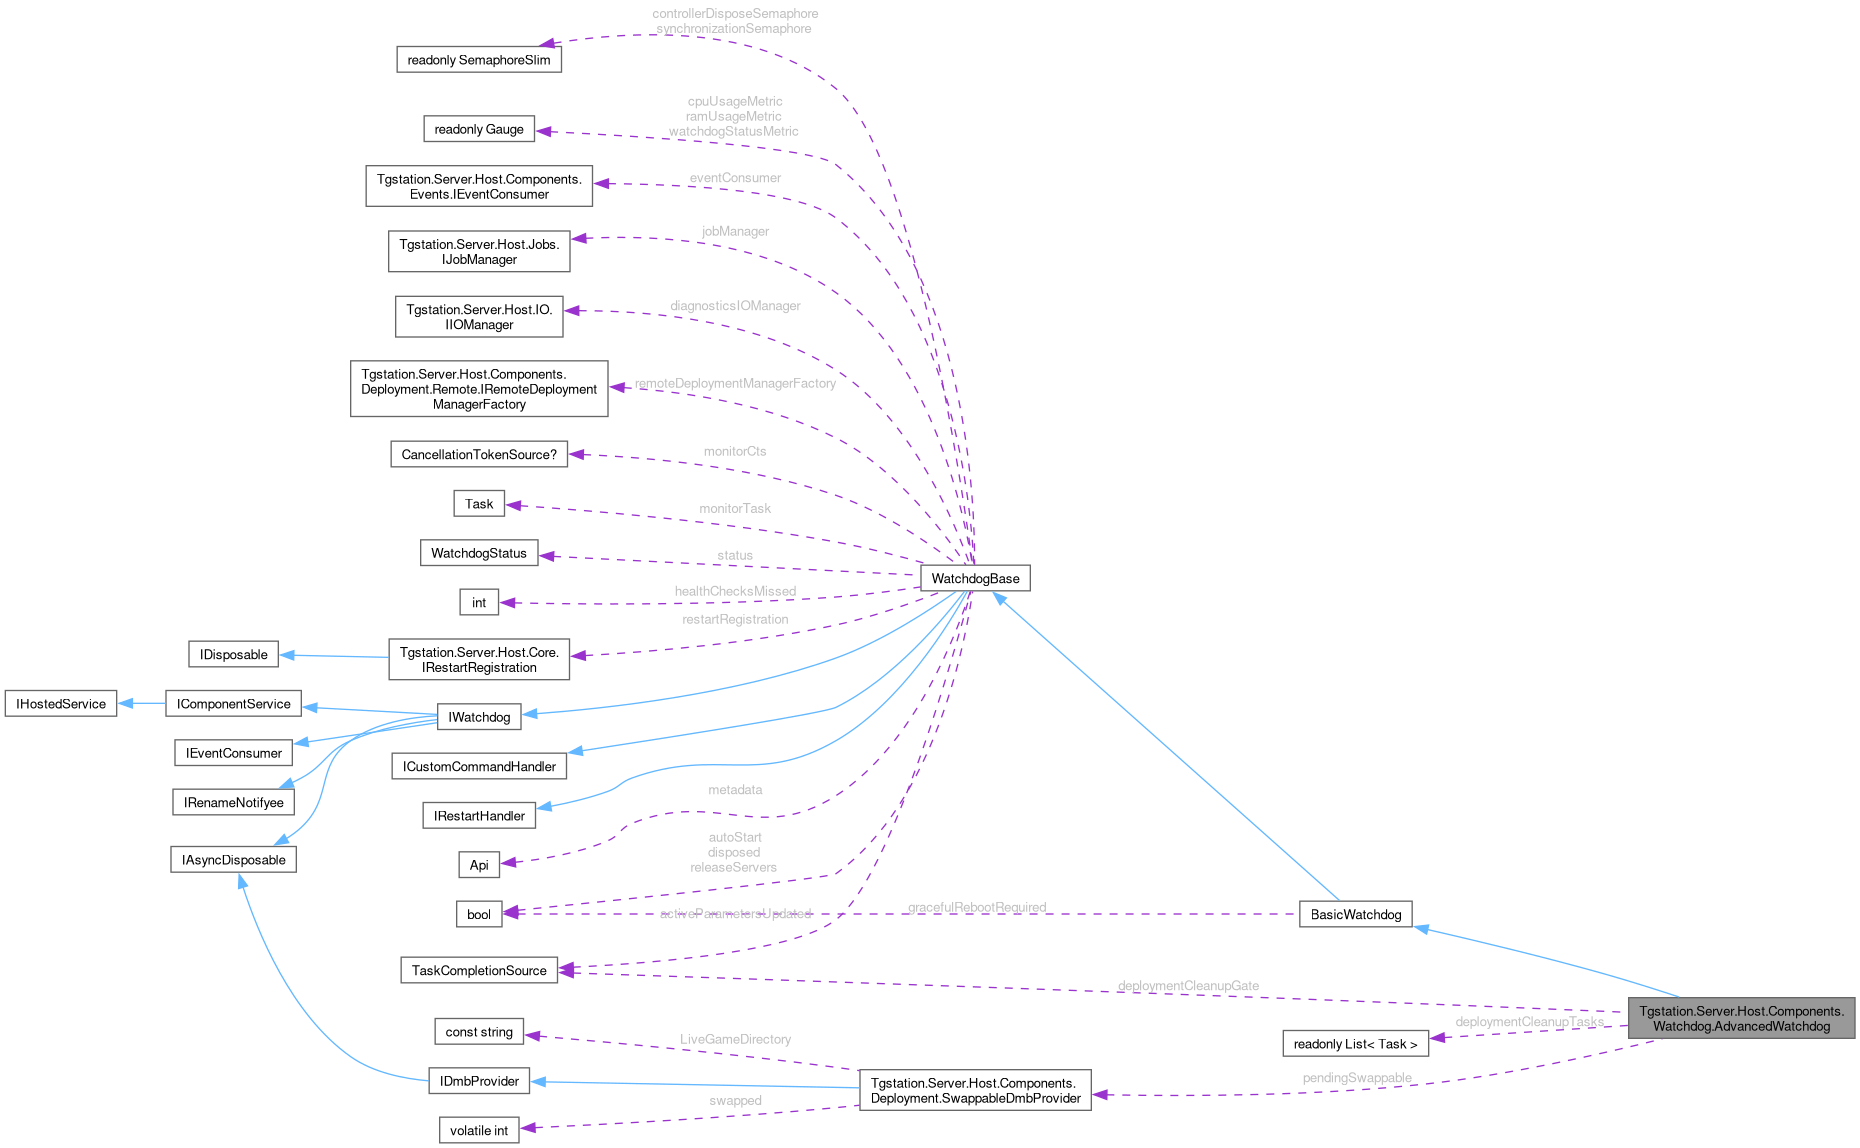 controllerDisposeSemaphore
synchronizationSemaphore
readonly SemaphoreSlim
cpuUsageMetric
ramUsageMetric
watchdogStatusMetric
readonly Gauge
Tgstation.Server.Host.Components.
Events.IEventConsumer
eventConsumer
Tgstation.Server.Host.Jobs.
IJobManager
jobManager
Tgstation.Server.Host.IO.
IIOManager
diagnosticsIOManager
Tgstation.Server.Host.Components.
Deployment.Remote.IRemoteDeployment
ManagerFactory
remoteDeploymentManagerFactory
CancellationTokenSource?
monitorCts
Task
monitorTask
WatchdogStatus
status
WatchdogBase
int
healthChecksMissed
restartRegistration
IDisposable
Tgstation.Server.Host.Core.
IRestartRegistration
IHostedService
IComponentService
IWatchdog
IEventConsumer
ICustomCommandHandler
IRenameNotifyee
IRestartHandler
metadata
IAsyncDisposable
Api
autoStart
disposed
releaseServers
bool
activeParametersUpdated
gracefulRebootRequired
BasicWatchdog
TaskCompletionSource
deploymentCleanupGate
Tgstation.Server.Host.Components.
Watchdog.AdvancedWatchdog
deploymentCleanupTasks
readonly List< Task >
const string
LiveGameDirectory
IDmbProvider
Tgstation.Server.Host.Components.
Deployment.SwappableDmbProvider
pendingSwappable
swapped
volatile int